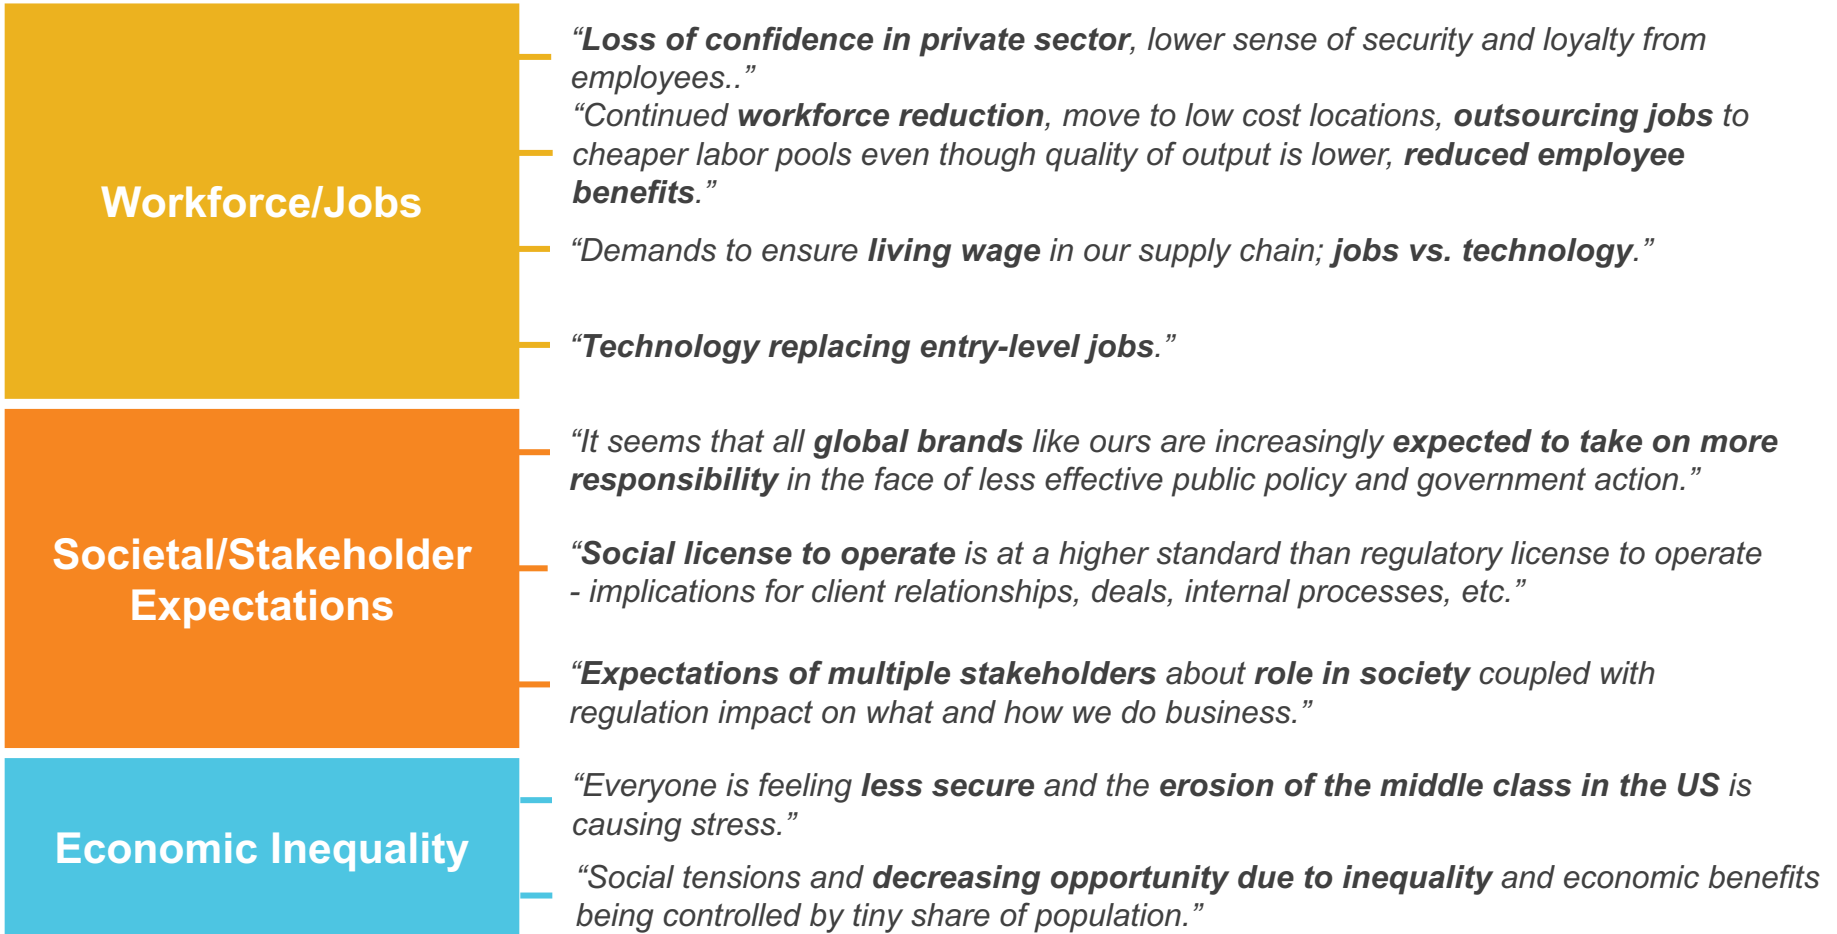 Workforce/Jobs
“Loss of confidence in private sector, lower sense of security and loyalty from
employees..”
“Continued workforce reduction, move to low cost locations, outsourcing jobs to
cheaper labor pools even though quality of output is lower, reduced employee
benefits.”
“Demands to ensure living wage in our supply chain; jobs vs. technology.”
“Technology replacing entry-level jobs.”
Societal/Stakeholder
Expectations
“It seems that all global brands like ours are increasingly expected to take on more
responsibility in the face of less effective public policy and government action.”
“Social license to operate is at a higher standard than regulatory license to operate
- implications for client relationships, deals, internal processes, etc.”
“Expectations of multiple stakeholders about role in society coupled with
regulation impact on what and how we do business.”
Economic Inequality
“Everyone is feeling less secure and the erosion of the middle class in the US is
causing stress.”
“Social tensions and decreasing opportunity due to inequality and economic benefits
being controlled by tiny share of population.”